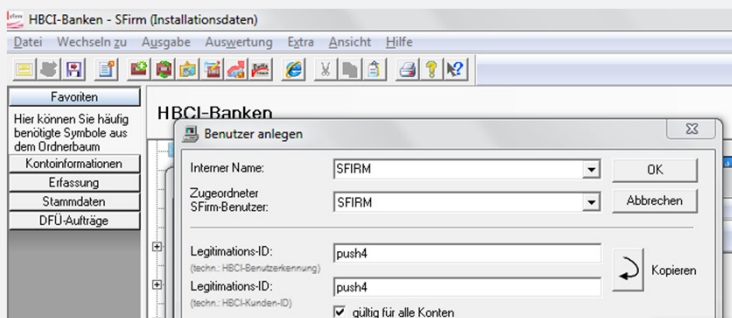 HBCI-Banken - SFirm (Installationsdaten)
Datei Wechseln zu Ausgabe Auswertung Extra Ansicht Hilfe
Favoriten
Hier können Sie häufig
benötigte Symbole aus
dem Ordnerbaum
Kontoinformationen
Erfassung
Stammdaten
DFÜ-Aufträge
HBCI-Banken
Benutzer anlegen
Interner Name: SFIRM OK
Zugeordneter
SFirm-Benutzer: SFIRM Abbrechen
Legitimations-ID: push4
(techn.: HBCI-Benutzerkennung)
Kopieren
Legitimations-ID: push4
(techn.: HBCI-Kunden-ID)
gültig für alle Konten